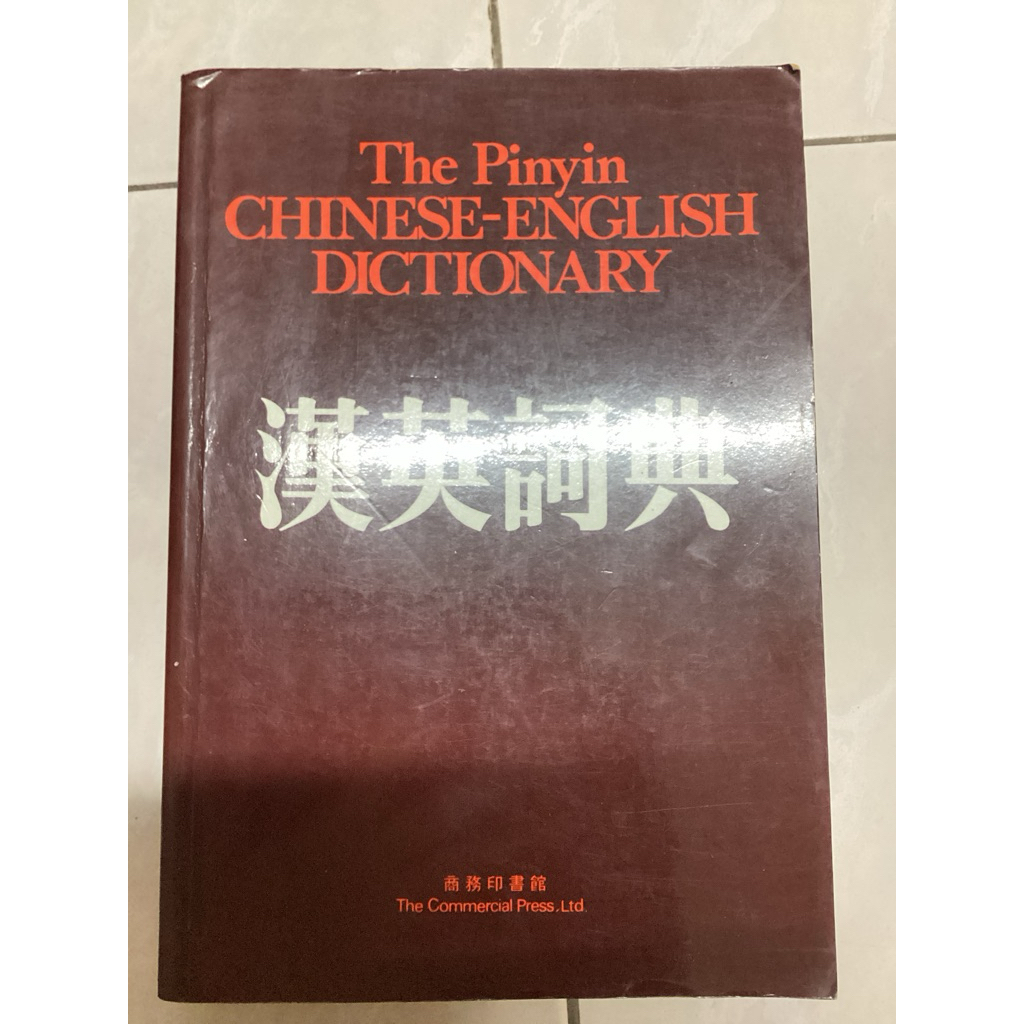 The Pinyin
CHINESE-ENGLISH
DICTIONARY
漢英詞典
商務印書館
The Commercial Press, Ltd.